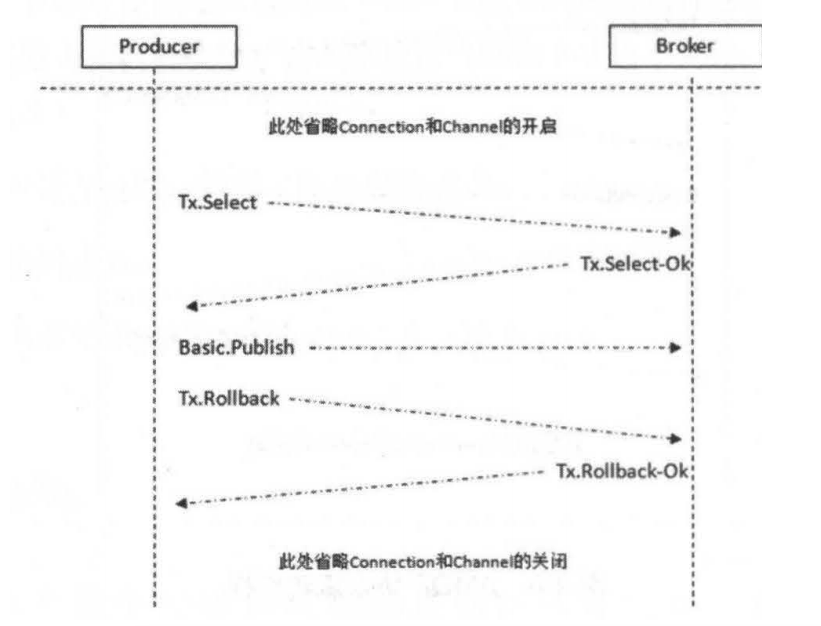 Producer
Broker
此处省略Connection和Channel的开启
Tx.Select
Tx.Select-Ok
Basic.Publish
Tx.Rollback
Tx.Rollback-Ok
此处省略Connection和Channel的关闭